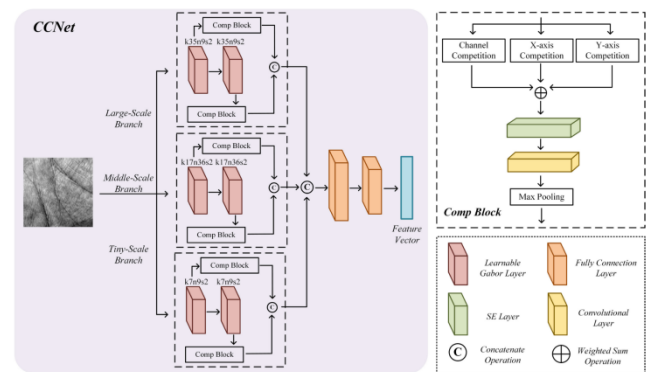 CCNet
Large-Scale
Branch
Middle-Scale
Branch
Tiny-Scale
Branch
Comp Block
k35n9s2 k35n9s2
C
Comp Block
Comp Block
k17n36s2 k17n36s2
C
Comp Block
Comp Block
k7n9s2 k7n9s2
C
Comp Block
C
Feature
Vector
Channel
Competition
X-axis
Competition
Y-axis
Competition
Max Pooling
Comp Block
Learnable
Gabor Layer
Fully Connection
Layer
SE Layer
Convolutional
Layer
C
Concatenate
Operation
Weighted Sum
Operation